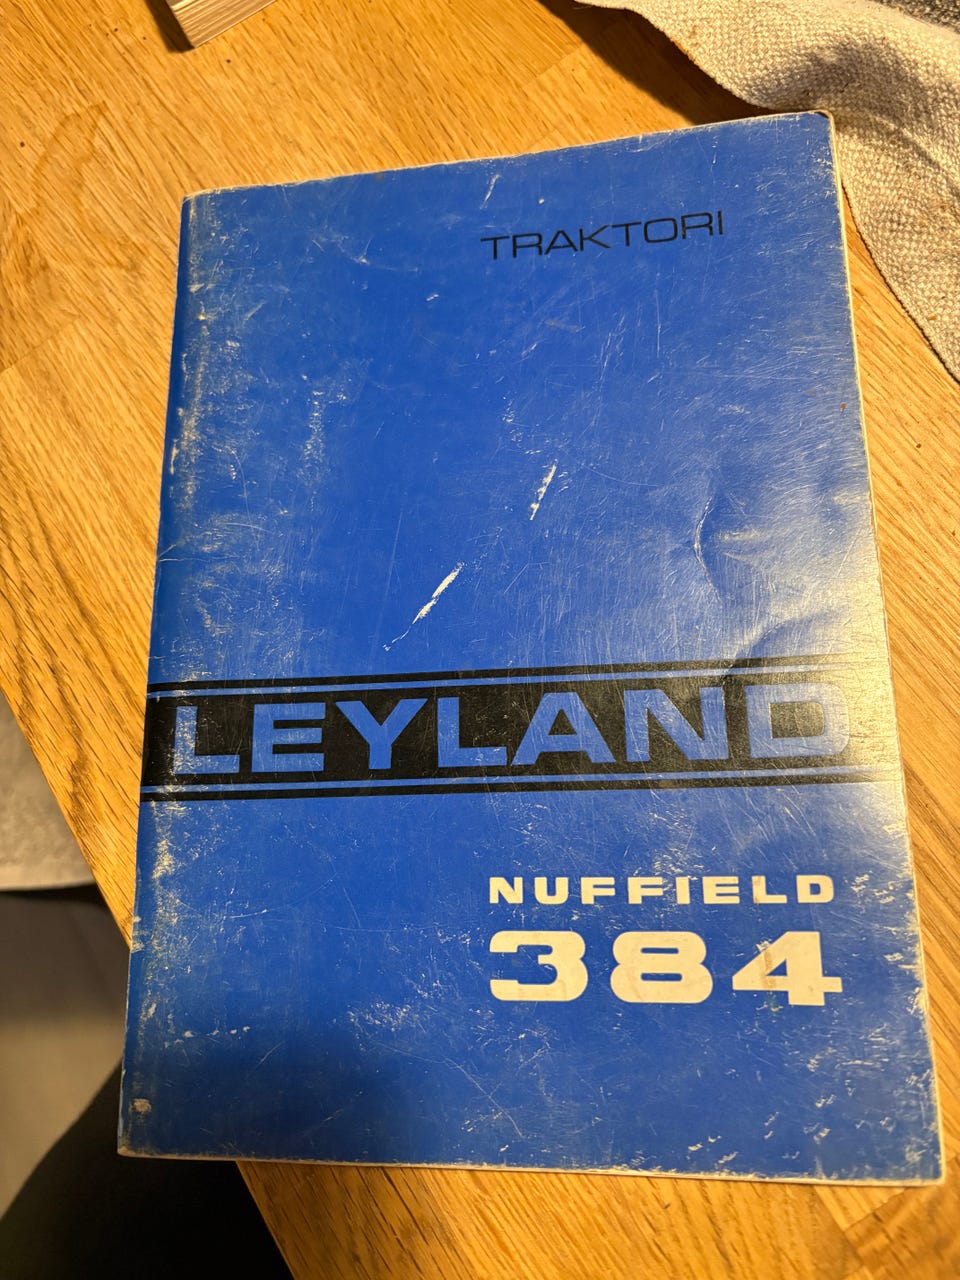 TRAKTORI
LEYLAND
NUFFIELD
384